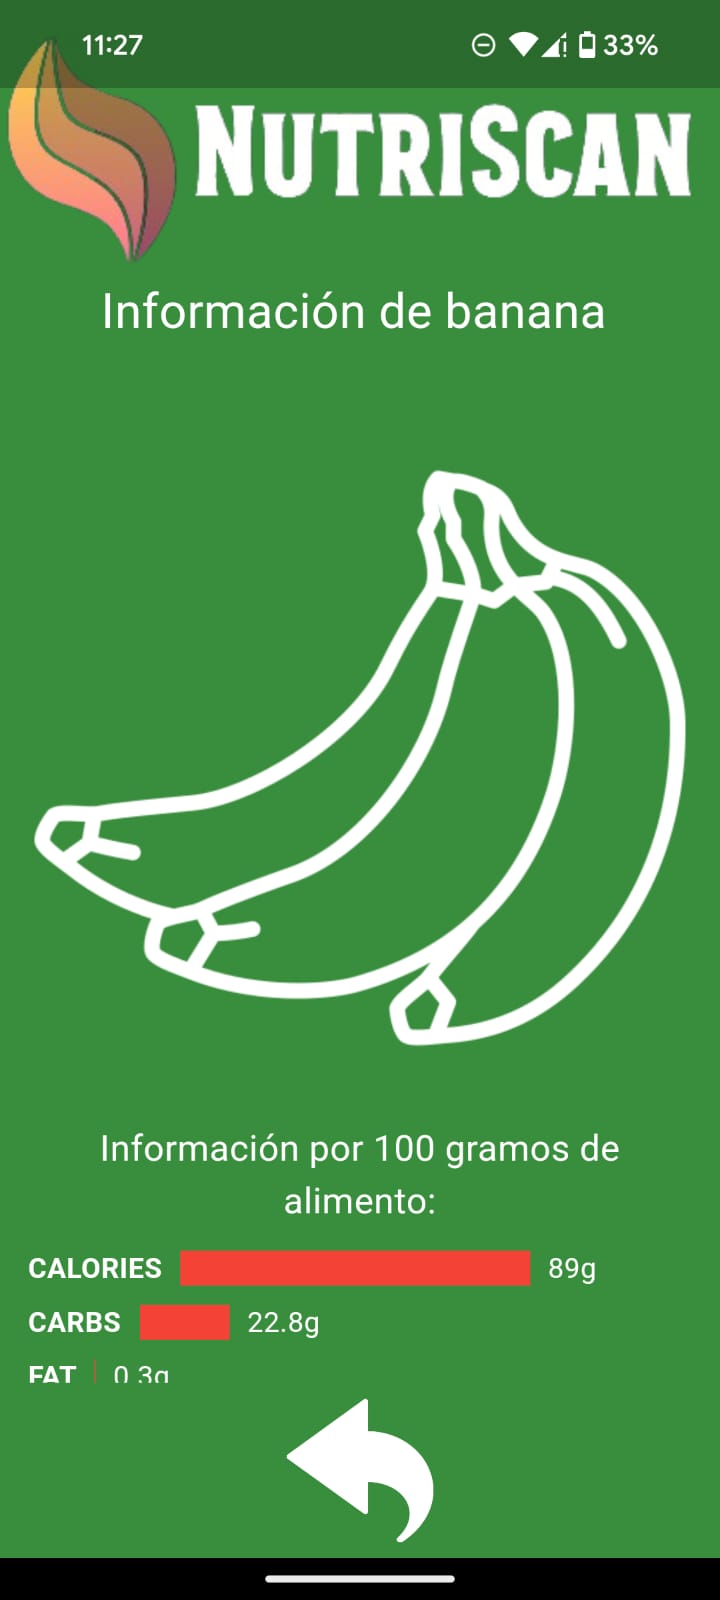 11:27 33%
NUTRISCAN
Información de banana
Información por 100 gramos de
alimento:
CALORIES 89g
CARBS 22.8g
FAT 0.3g